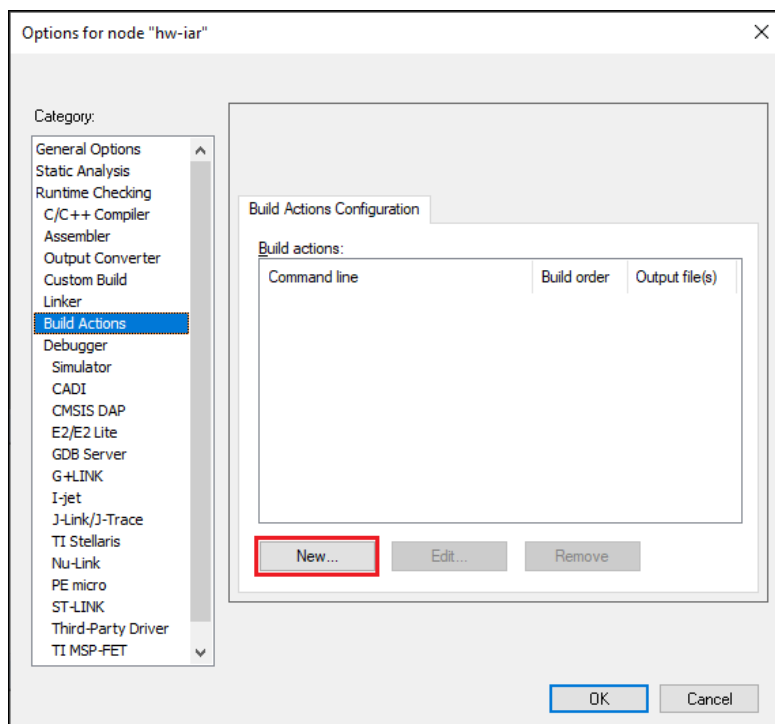 Options for node "hw-iar"
Category:
General Options
Static Analysis
Runtime Checking
C/C++ Compiler
Assembler
Output Converter
Custom Build
Linker
Build Actions
Debugger
Simulator
CADI
CMSIS DAP
E2/E2 Lite
GDB Server
G+LINK
I-jet
J-Link/J-Trace
TI Stellaris
Nu-Link
PE micro
ST-LINK
Third-Party Driver
TI MSP-FET
Build Actions Configuration
Build actions:
Command line Build order Output file(s)
New... Edit... Remove
OK Cancel